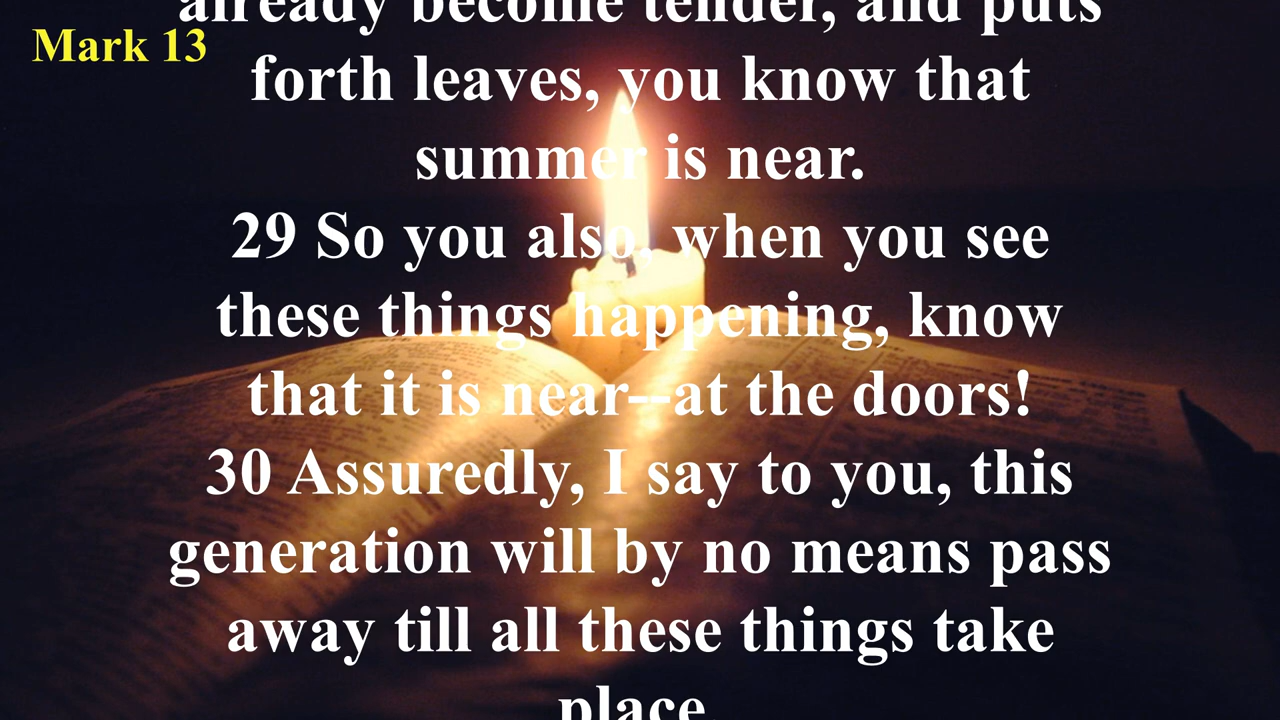 already become tender, and puts
Mark 13
forth leaves, you know that
summer is near.
29 So you also, when you see
these things happening, know
that it is near--at the doors!
30 Assuredly, I say to you, this
generation will by no means pass
away till all these things take
place.